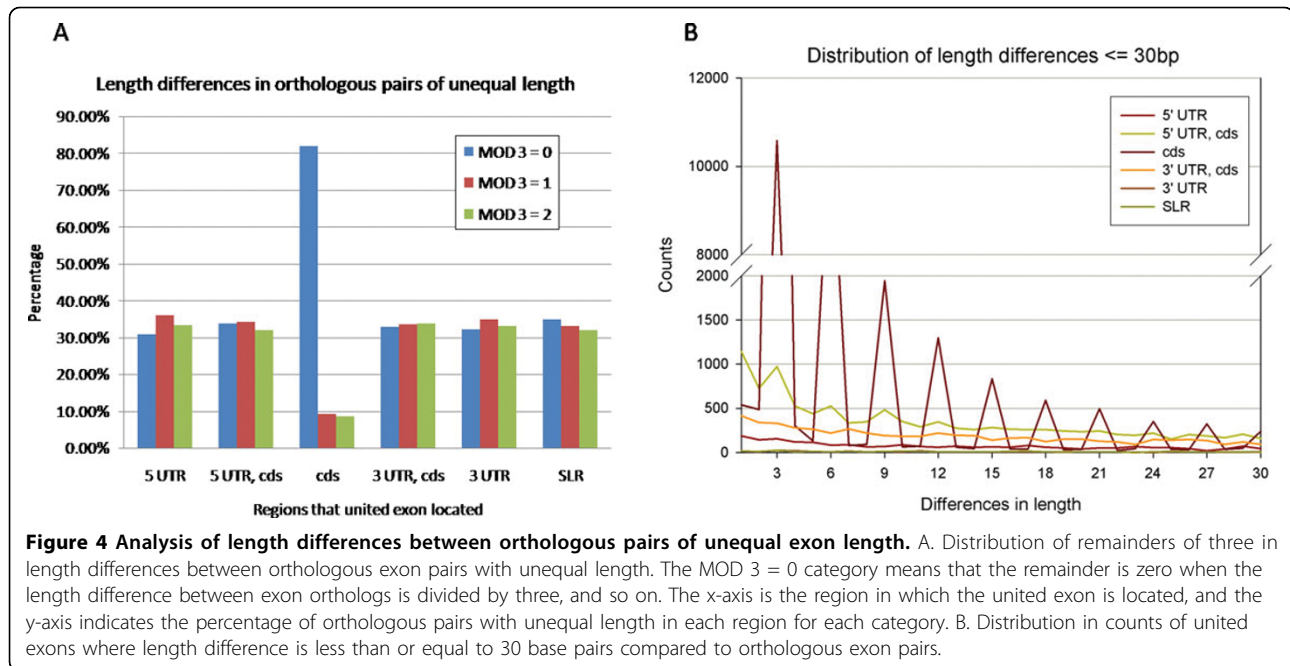 A
Length differences in orthologous pairs of unequal length
90.00%
80.00%
70.00%
60.00%
50.00%
40.00%
30.00%
20.00%
10.00%
0.00%
Percentage
MOD 3 = 0
MOD 3 = 1
MOD 3 = 2
5 UTR
5 UTR, cds
cds
3 UTR, cds
3 UTR
SLR
Regions that united exon located
B
Distribution of length differences <= 30bp
12000
10000
8000
2000
1500
1000
500
0
Counts
5' UTR
5' UTR, cds
cds
3' UTR, cds
3' UTR
SLR
3
6
9
12
15
18
21
24
27
30
Differences in length
Figure 4 Analysis of length differences between orthologous pairs of unequal exon length. A. Distribution of remainders of three in
length differences between orthologous exon pairs with unequal length. The MOD 3 = 0 category means that the remainder is zero when the
length difference between exon orthologs is divided by three, and so on. The x-axis is the region in which the united exon is located, and the
y-axis indicates the percentage of orthologous pairs with unequal length in each region for each category. B. Distribution in counts of united
exons where length difference is less than or equal to 30 base pairs compared to orthologous exon pairs.